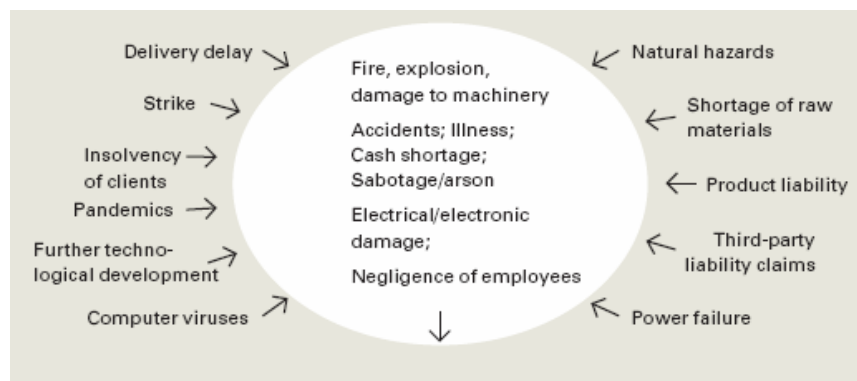 Delivery delay
Strike
Insolvency
of clients
Pandemics
Further techno-
logical development
Computer viruses
Fire, explosion,
damage to machinery
Accidents; Illness;
Cash shortage;
Sabotage/arson
Electrical/electronic
damage;
Negligence of employees
Natural hazards
Shortage of raw
materials
Product liability
Third-party
liability claims
Power failure